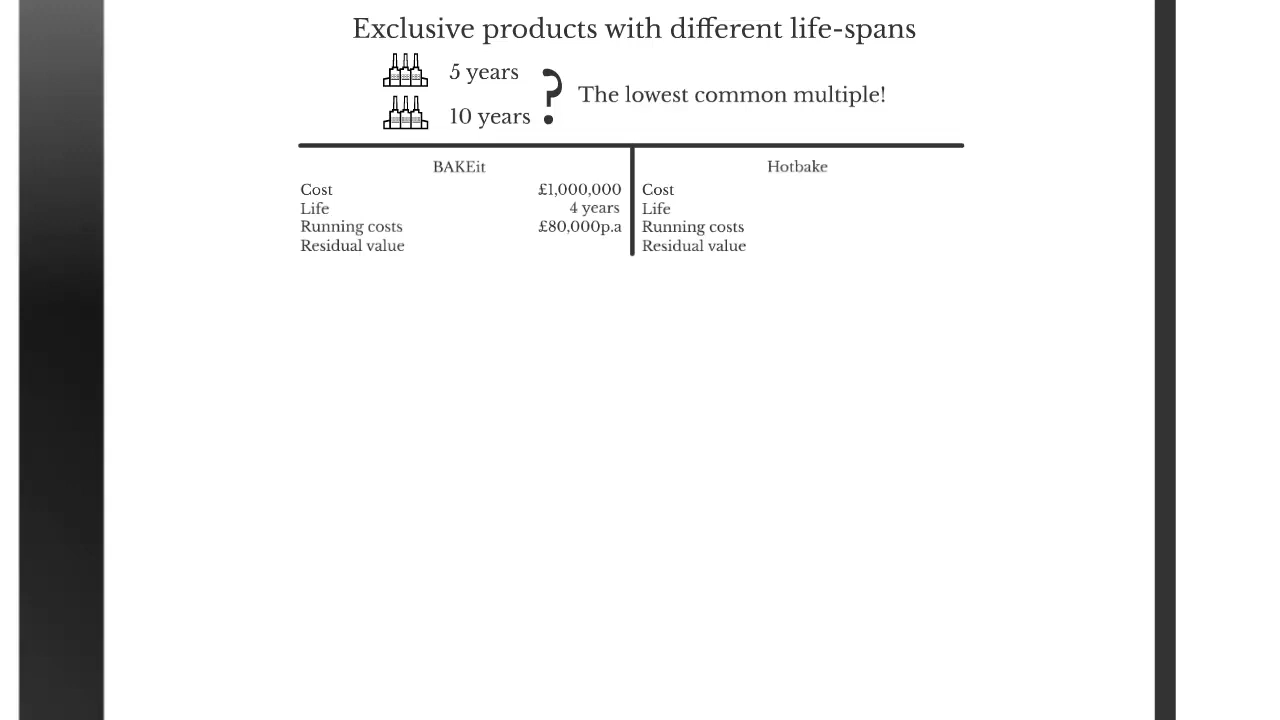 Exclusive products with different life-spans
5 years
10 years
?
The lowest common multiple!
BAKEit
Cost £1,000,000
Life 4 years
Running costs £80,000p.a
Residual value
Hotbake
Cost
Life
Running costs
Residual value